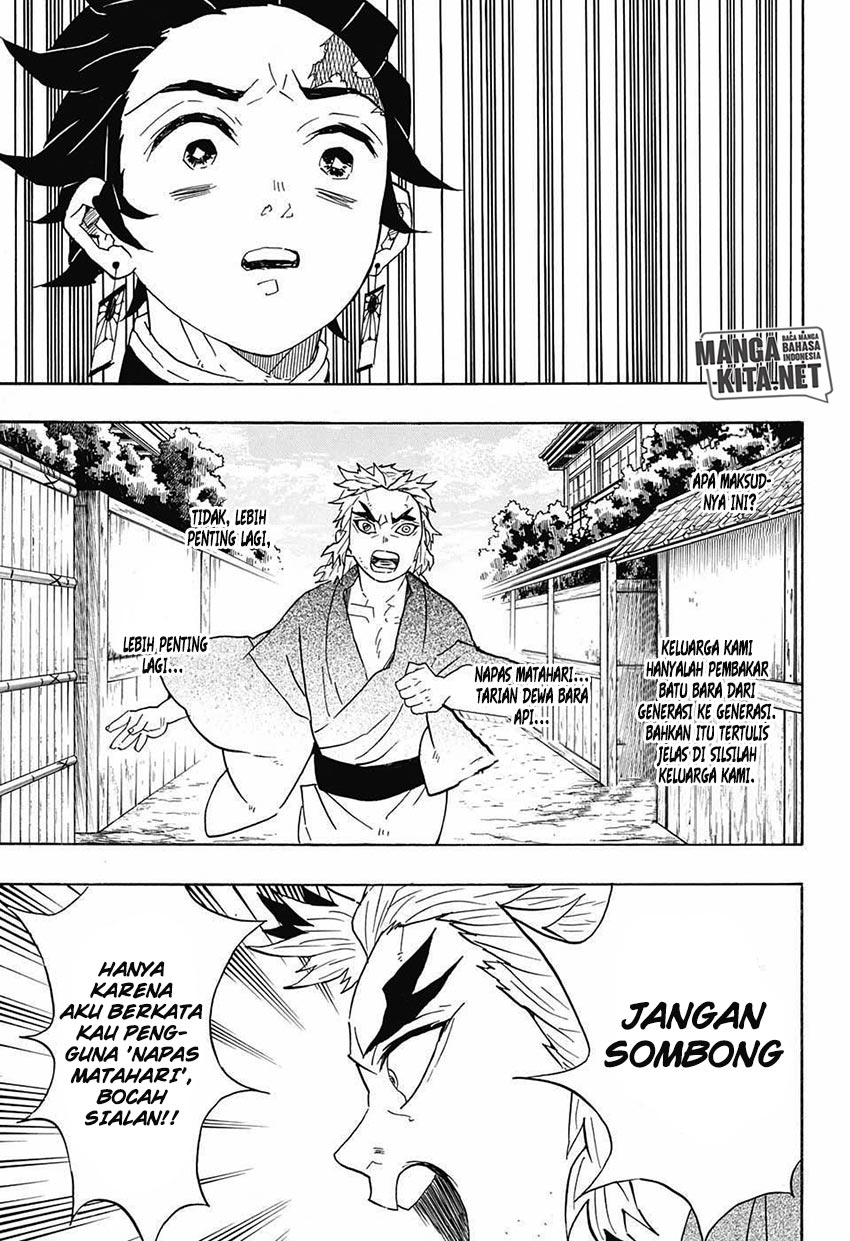 MANGA
KITA.NET
BACA MANGA
BAHASA
INDONESIA
APA MAKSUD-
NYA INI?
KELUARGA KAMI
HANYALAH PEMBAKAR
BATU BARA DARI
GENERASI KE GENERASI.
BAHKAN ITU TERTULIS
JELAS DI SILSILAH
KELUARGA KAMI.
NAPAS MATAHARI...
TARIAN DEWA BARA
API...
TIDAK, LEBIH
PENTING LAGI,
LEBIH PENTING
LAGI...
JANGAN
SOMBONG
HANYA
KARENA
AKU BERKATA
KAU PENG-
GUNA 'NAPAS
MATAHARI',
BOCAH
SIALAN!!